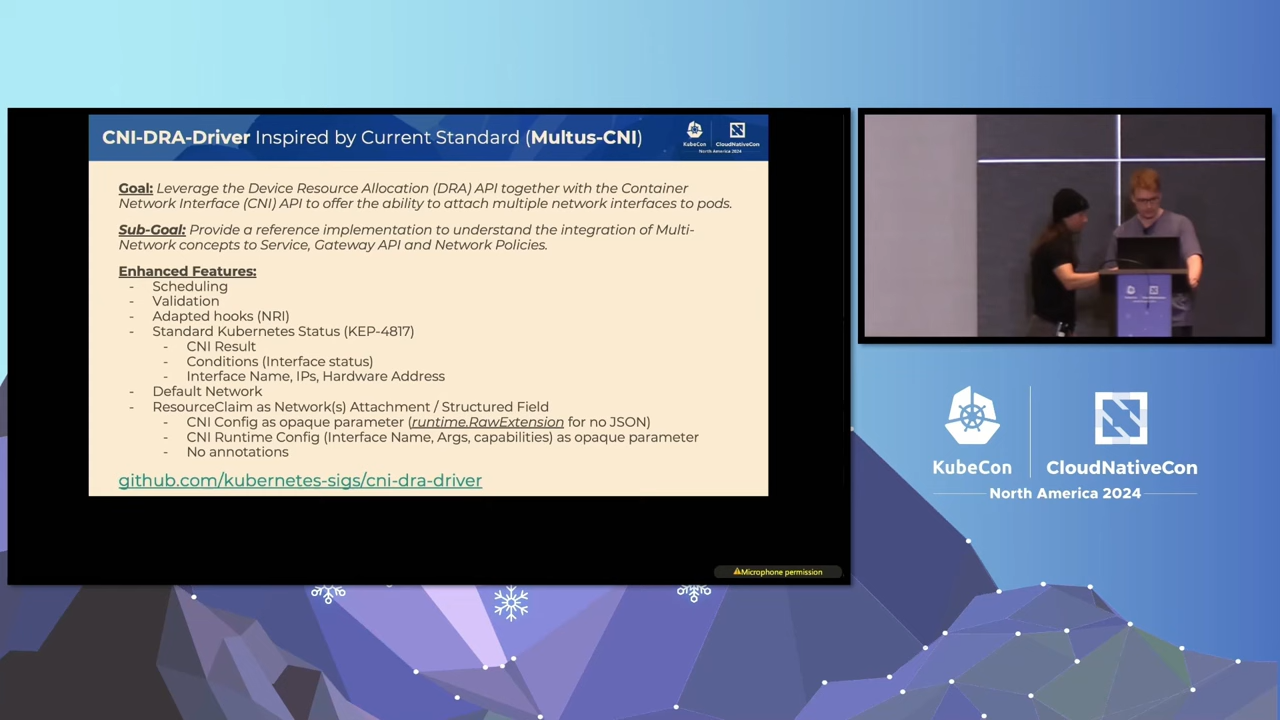 CNI-DRA-Driver Inspired by Current Standard (Multus-CNI)
KubeCon
CloudNativeCon
North America 2024
Goal: Leverage the Device Resource Allocation (DRA) API together with the Container
Network Interface (CNI) API to offer the ability to attach multiple network interfaces to pods.
Sub-Goal: Provide a reference implementation to understand the integration of Multi-
Network concepts to Service, Gateway API and Network Policies.
Enhanced Features:
- Scheduling
- Validation
- Adapted hooks (NRI)
- Standard Kubernetes Status (KEP-4817)
- CNI Result
- Conditions (Interface status)
- Interface Name, IPs, Hardware Address
- Default Network
- ResourceClaim as Network(s) Attachment / Structured Field
- CNI Config as opaque parameter (runtime.RawExtension for no JSON)
- CNI Runtime Config (Interface Name, Args, capabilities) as opaque parameter
- No annotations
github.com/kubernetes-sigs/cni-dra-driver
Microphone permission
KubeCon
CloudNativeCon
North America 2024